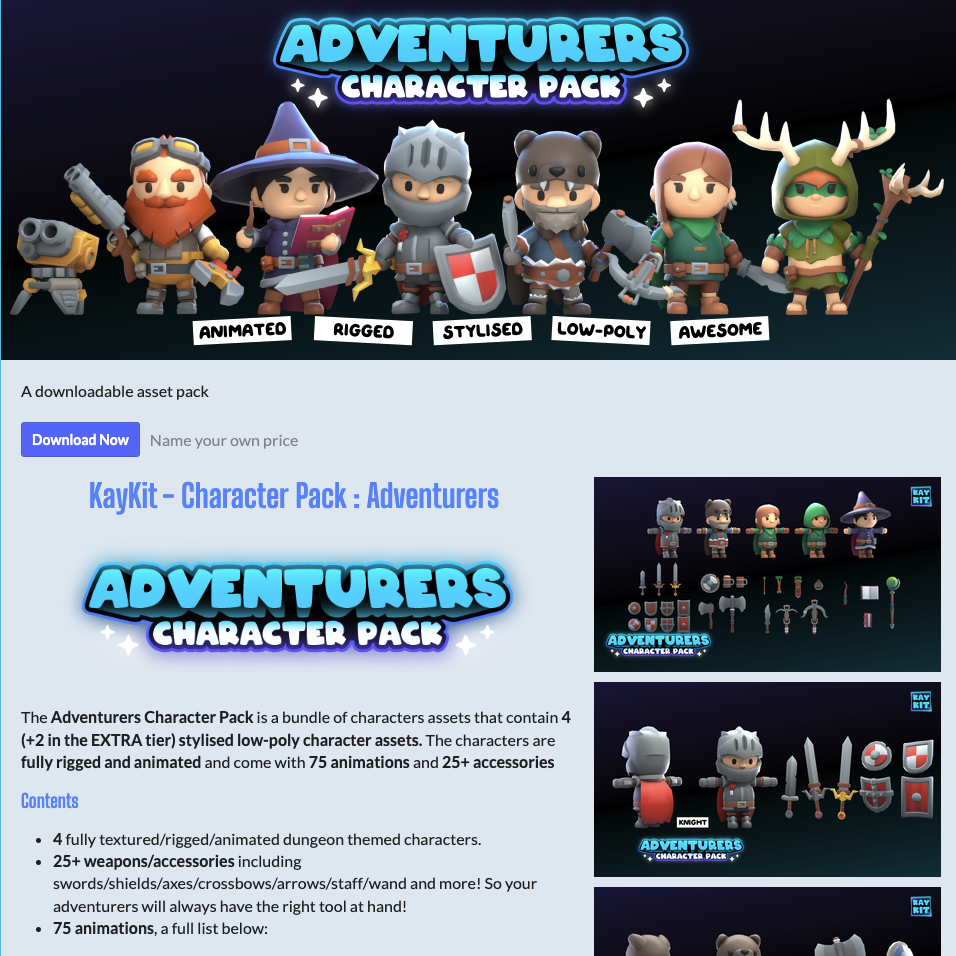 ADVENTURERS
CHARACTER PACK
ANIMATED
RIGGED
STYLISED
LOW-POLY
AWESOME
A downloadable asset pack
Download Now
Name your own price
KayKit - Character Pack : Adventurers
ADVENTURERS
CHARACTER PACK
The Adventurers Character Pack is a bundle of characters assets that contain 4
(+2 in the EXTRA tier) stylised low-poly character assets. The characters are
fully rigged and animated and come with 75 animations and 25+ accessories
Contents
• 4 fully textured/rigged/animated dungeon themed characters.
• 25+ weapons/accessories including
swords/shields/axes/crossbows/arrows/staff/wand and more! So your
adventurers will always have the right tool at hand!
• 75 animations, a full list below:
KAY
KIT
ADVENTURERS
CHARACTER PACK
KAY
KIT
KNIGHT
ADVENTURERS
CHARACTER PACK
KAY
KIT